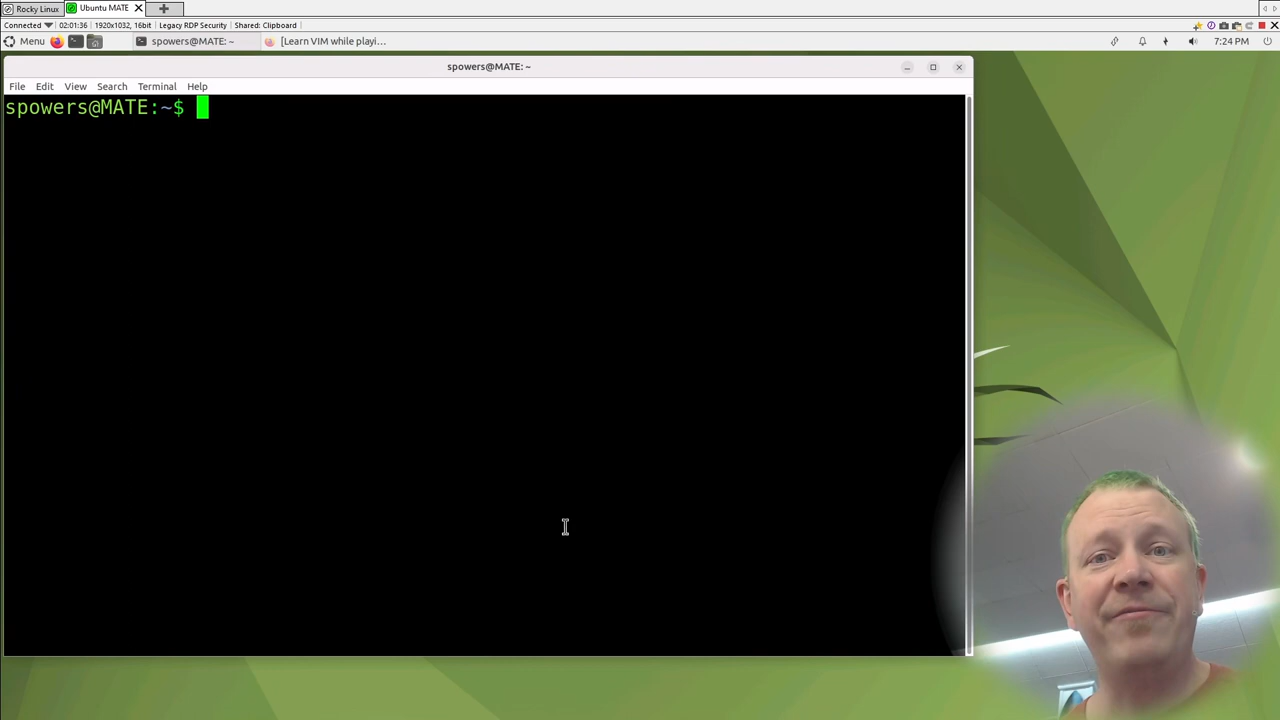 Rocky Linux
Ubuntu MATE
Connected 02:01:36 1920x1032, 16bit Legacy RDP Security Shared: Clipboard
Menu spowers@MATE: ~ [Learn VIM while playi... 7:24 PM
spowers@MATE: ~
File Edit View Search Terminal Help
spowers@MATE:~$